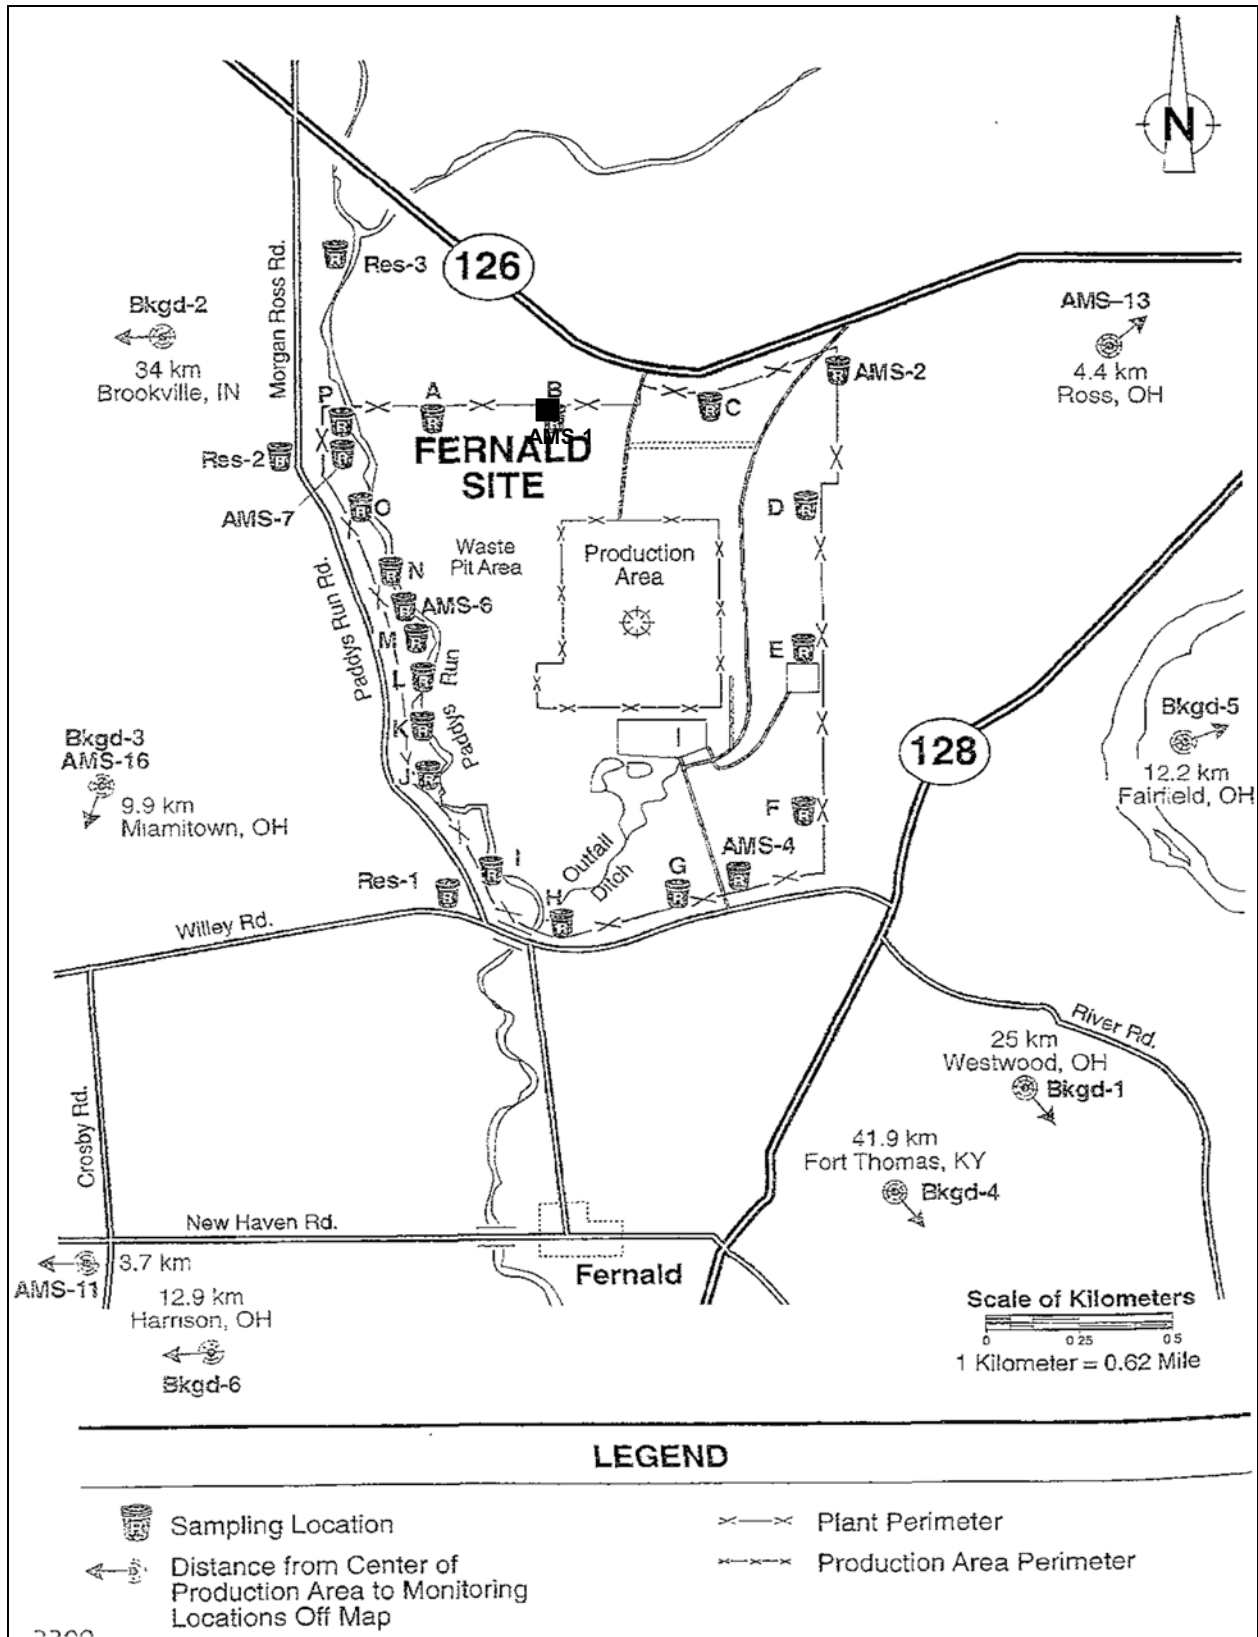 N
Morgan Ross Rd.
Res-3
126
Bkgd-2
34 km
Brookville, IN
AMS-13
4.4 km
Ross, OH
P
A
B
AMS-1
C
AMS-2
FERNALD
SITE
Res-2
AMS-7
O
D
Waste
Pit Area
Production
Area
N
AMS-6
M
E
L
Paddys Run Rd.
Paddys Run
K
J
Bkgd-3
AMS-16
9.9 km
Miamitown, OH
128
Bkgd-5
12.2 km
Fairfield, OH
F
AMS-4
G
Outfall
Ditch
I
H
Res-1
Willey Rd.
River Rd.
25 km
Westwood, OH
Bkgd-1
41.9 km
Fort Thomas, KY
Bkgd-4
Crosby Rd.
New Haven Rd.
Fernald
3.7 km
AMS-11
12.9 km
Harrison, OH
Bkgd-6
Scale of Kilometers
0 0 25 0 5
1 Kilometer = 0.62 Mile
LEGEND
Sampling Location
Distance from Center of
Production Area to Monitoring
Locations Off Map
Plant Perimeter
Production Area Perimeter